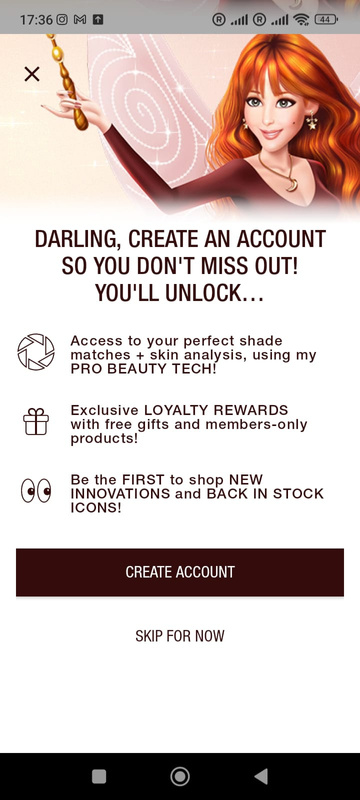 17:36
44
DARLING, CREATE AN ACCOUNT
SO YOU DON'T MISS OUT!
YOU'LL UNLOCK...
Access to your perfect shade
matches + skin analysis, using my
PRO BEAUTY TECH!
Exclusive LOYALTY REWARDS
with free gifts and members-only
products!
Be the FIRST to shop NEW
INNOVATIONS and BACK IN STOCK
ICONS!
CREATE ACCOUNT
SKIP FOR NOW